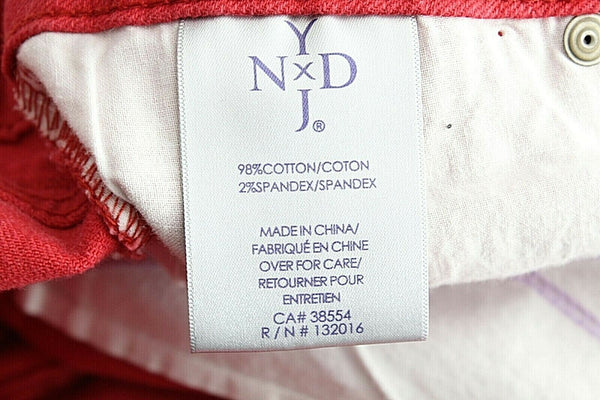 Y
N × D
J®
98%COTTON/COTON
2%SPANDEX/SPANDEX
MADE IN CHINA/
FABRIQUÉ EN CHINE
OVER FOR CARE/
RETOURNER POUR
ENTRETIEN
CA# 38554
R / N # 132016